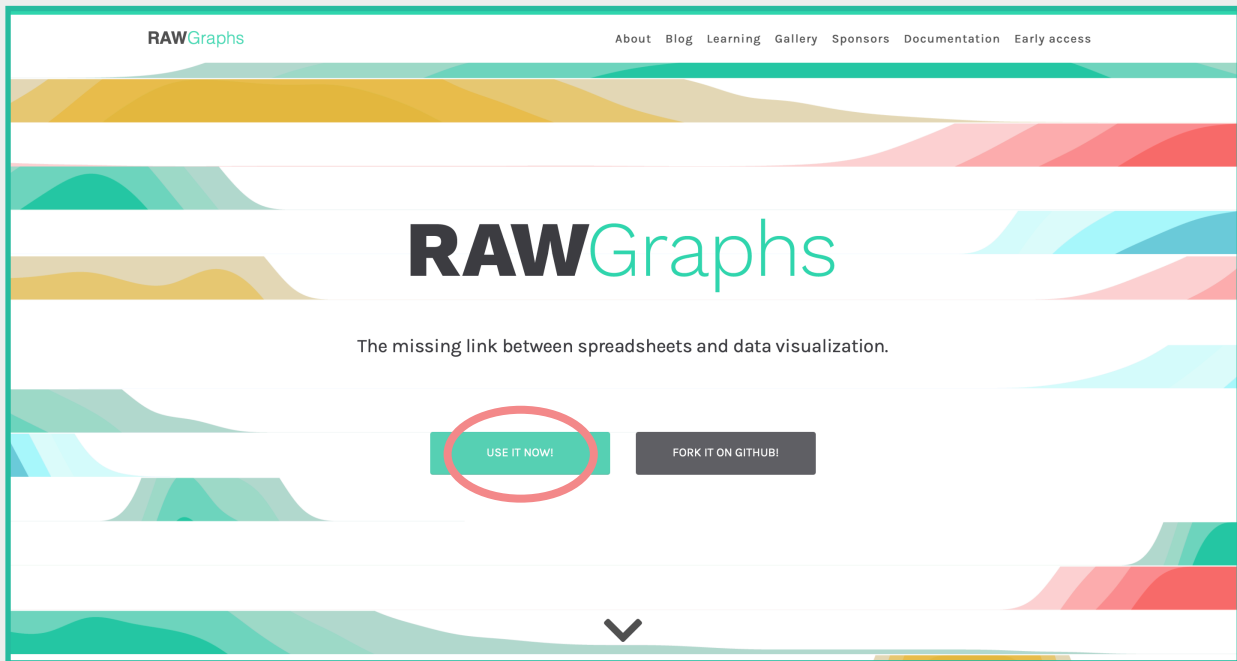 RAWGraphs
About Blog Learning Gallery Sponsors Documentation Early access
RAWGraphs
The missing link between spreadsheets and data visualization.
USE IT NOW!
FORK IT ON GITHUB!